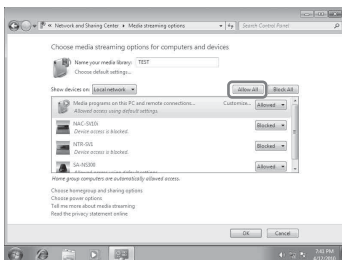 « Network and Sharing Center ▸ Media streaming options
Search Control Panel
Choose media streaming options for computers and devices
Name your media library: TEST
Choose default settings...
Show devices on: Local network
Allow All
Block All
Media programs on this PC and remote connections...
Customize...
Allowed
Allowed access using default settings.
NAC-SV10i
Device access is blocked.
Blocked
NTR-SV1
Device access is blocked.
Blocked
SA-NS300
Allowed
Home group computers are automatically allowed access.
Choose homegroup and sharing options
Choose power options
Tell me more about media streaming
Read the privacy statement online
OK
Cancel
7:45 PM